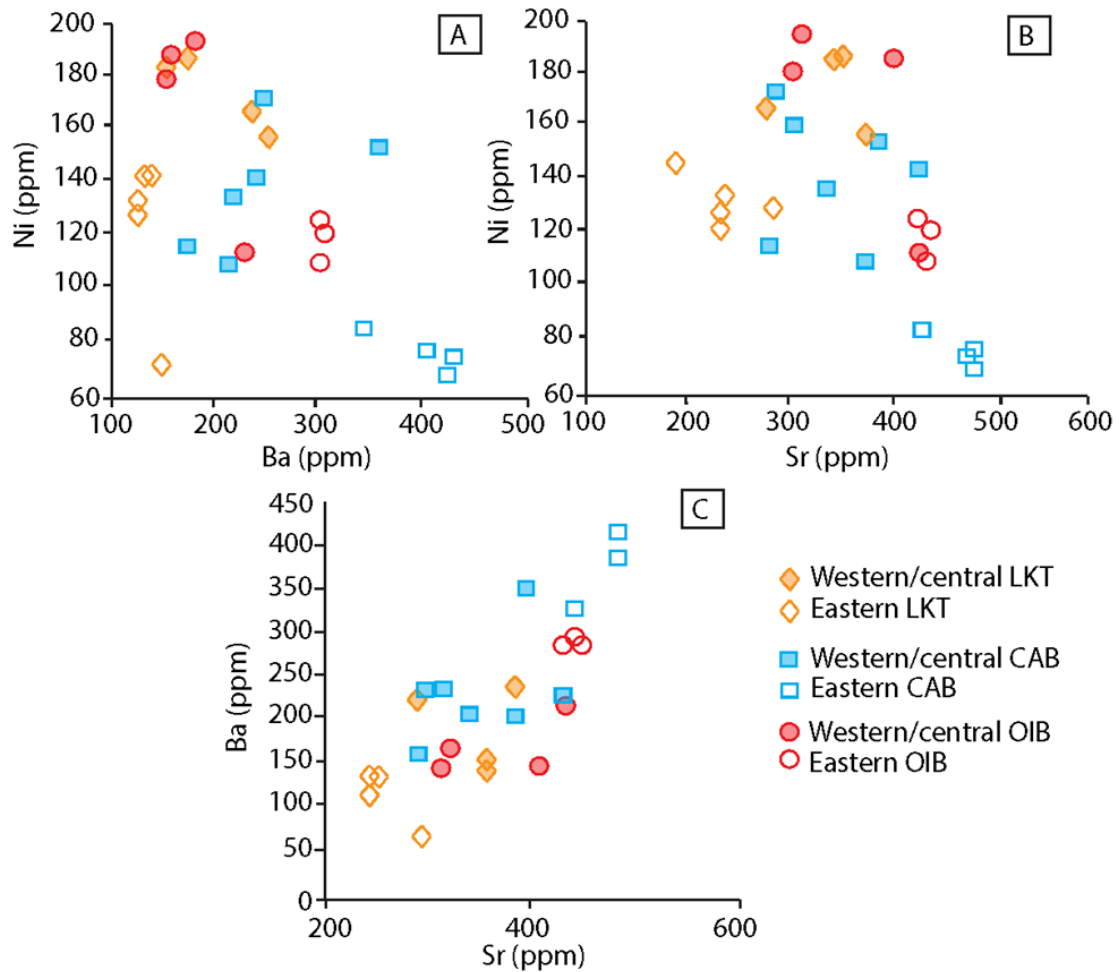 A
Ni (ppm)
200
180
160
140
120
100
80
60
100
200
300
400
500
Ba (ppm)
B
Ni (ppm)
200
180
160
140
120
100
80
60
100
200
300
400
500
600
Sr (ppm)
C
Ba (ppm)
450
400
350
300
250
200
150
100
50
0
200
400
600
Sr (ppm)
Western/central LKT
Eastern LKT
Western/central CAB
Eastern CAB
Western/central OIB
Eastern OIB